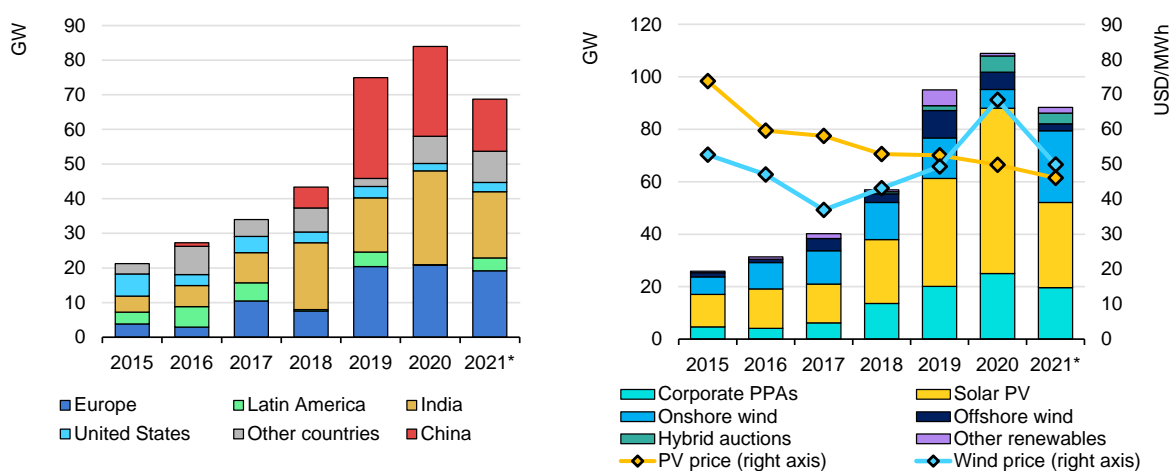 GW
90
80
70
60
50
40
30
20
10
0
2015 2016 2017 2018 2019 2020 2021*
Europe Latin America India
United States Other countries China
GW
120
100
80
60
40
20
0
USD/MWh
90
80
70
60
50
40
30
20
10
0
2015 2016 2017 2018 2019 2020 2021*
Corporate PPAs Solar PV
Onshore wind Offshore wind
Hybrid auctions Other renewables
PV price (right axis) Wind price (right axis)